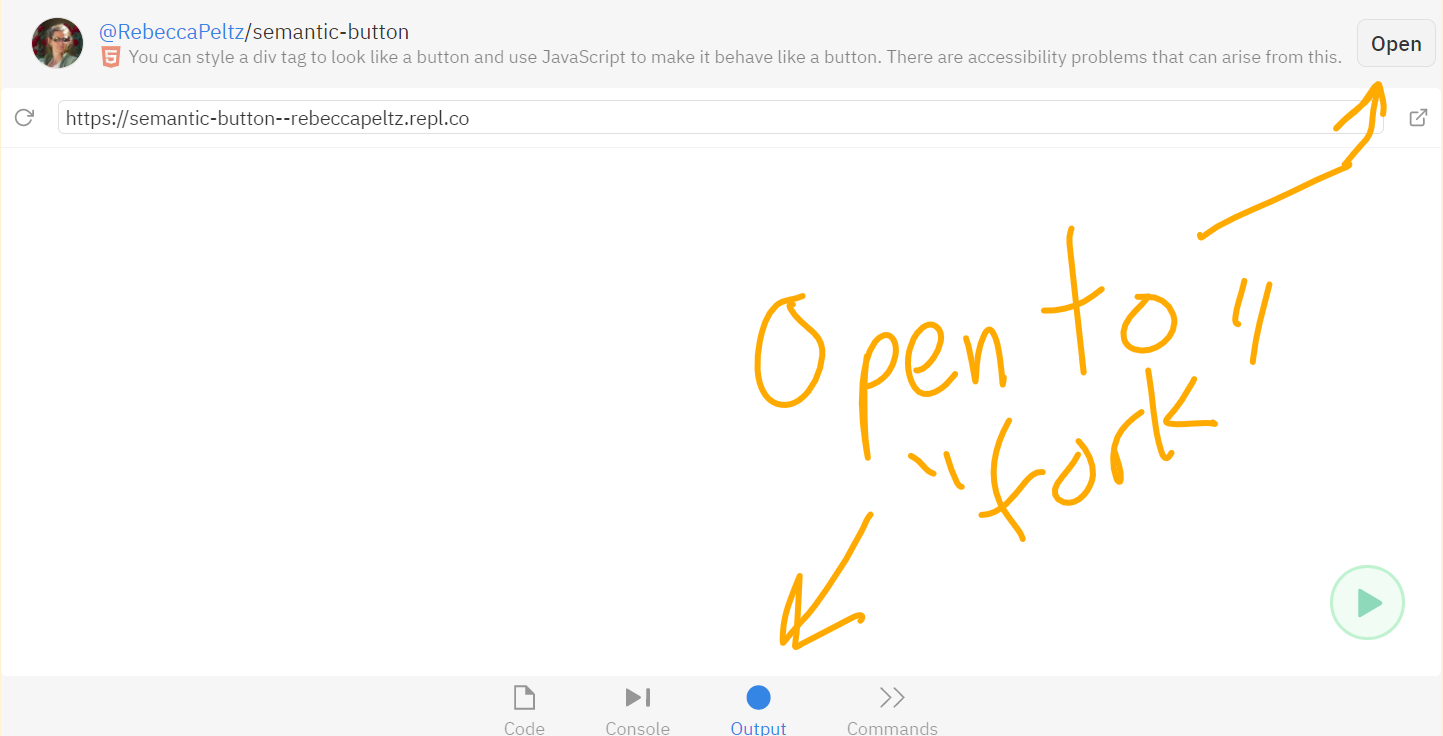 @RebeccaPeltz/semantic-button
5 You can style a div tag to look like a button and use JavaScript to make it behave like a button. There are accessibility problems that can arise from this.
Open
https://semantic-button--rebeccapeltz.repl.co
Open to
"fork"
Code
Console
Output
Commands